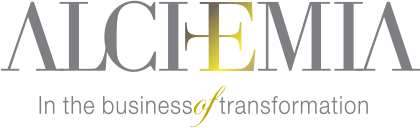 ALCHEMIA
In the business of transformation